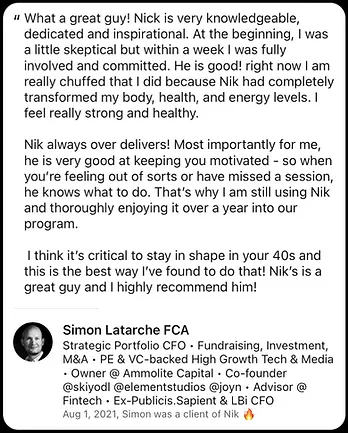 " What a great guy! Nick is very knowledgeable,
dedicated and inspirational. At the beginning, I was
a little skeptical but within a week I was fully
involved and committed. He is good! right now I am
really chuffed that I did because Nik had completely
transformed my body, health, and energy levels. I
feel really strong and healthy.
Nik always over delivers! Most importantly for me,
he is very good at keeping you motivated - so when
you're feeling out of sorts or have missed a session,
he knows what to do. That's why I am still using Nik
and thoroughly enjoying it over a year into our
program.
I think it's critical to stay in shape in your 40s and
this is the best way I've found to do that! Nik's is a
great guy and I highly recommend him!
Simon Latarche FCA
Strategic Portfolio CFO • Fundraising, Investment,
M&A • PE & VC-backed High Growth Tech & Media
• Owner @ Ammolite Capital • Co-founder
@skiyodl @elementstudios @joyn • Advisor @
Fintech • Ex-Publicis.Sapient & LBi CFO
Aug 1, 2021, Simon was a client of Nik 🔥